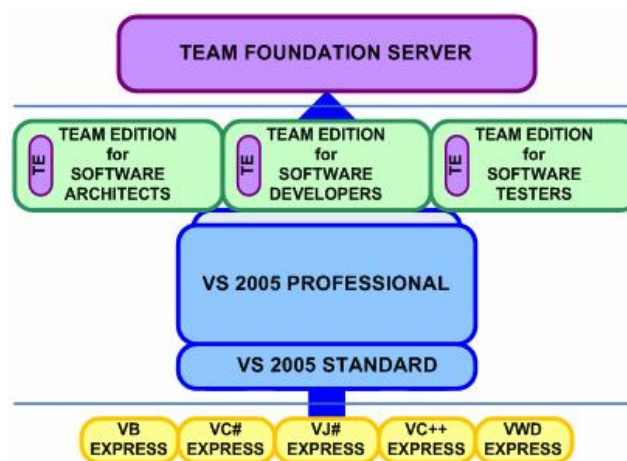 TEAM FOUNDATION SERVER
TE
TEAM EDITION
for
SOFTWARE
ARCHITECTS
TE
TEAM EDITION
for
SOFTWARE
DEVELOPERS
TE
TEAM EDITION
for
SOFTWARE
TESTERS
VS 2005 PROFESSIONAL
VS 2005 STANDARD
VB
EXPRESS
VC#
EXPRESS
VJ#
EXPRESS
VC++
EXPRESS
VWD
EXPRESS